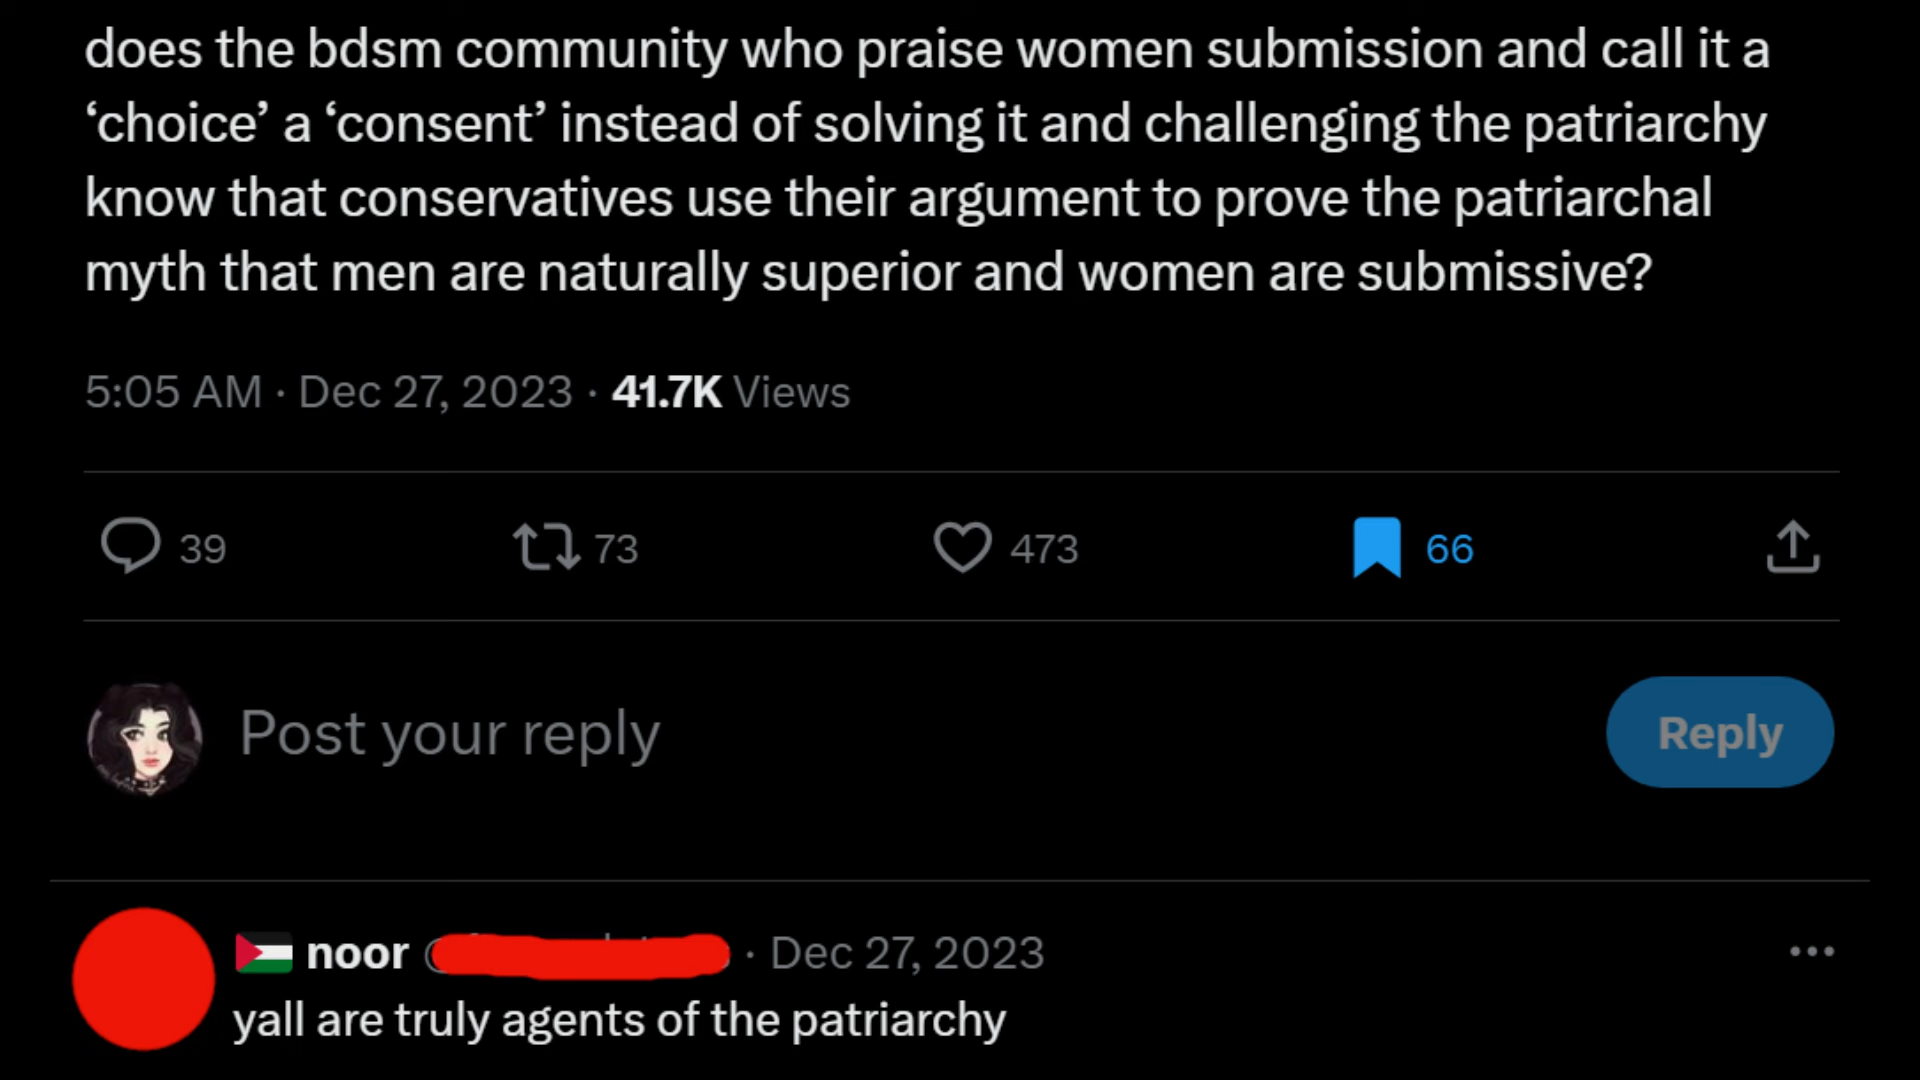 does the bdsm community who praise women submission and call it a
‘choice’ a ‘consent’ instead of solving it and challenging the patriarchy
know that conservatives use their argument to prove the patriarchal
myth that men are naturally superior and women are submissive?
5:05 AM · Dec 27, 2023 · 41.7K Views
39 73 473 66
Post your reply Reply
noor · Dec 27, 2023
yall are truly agents of the patriarchy